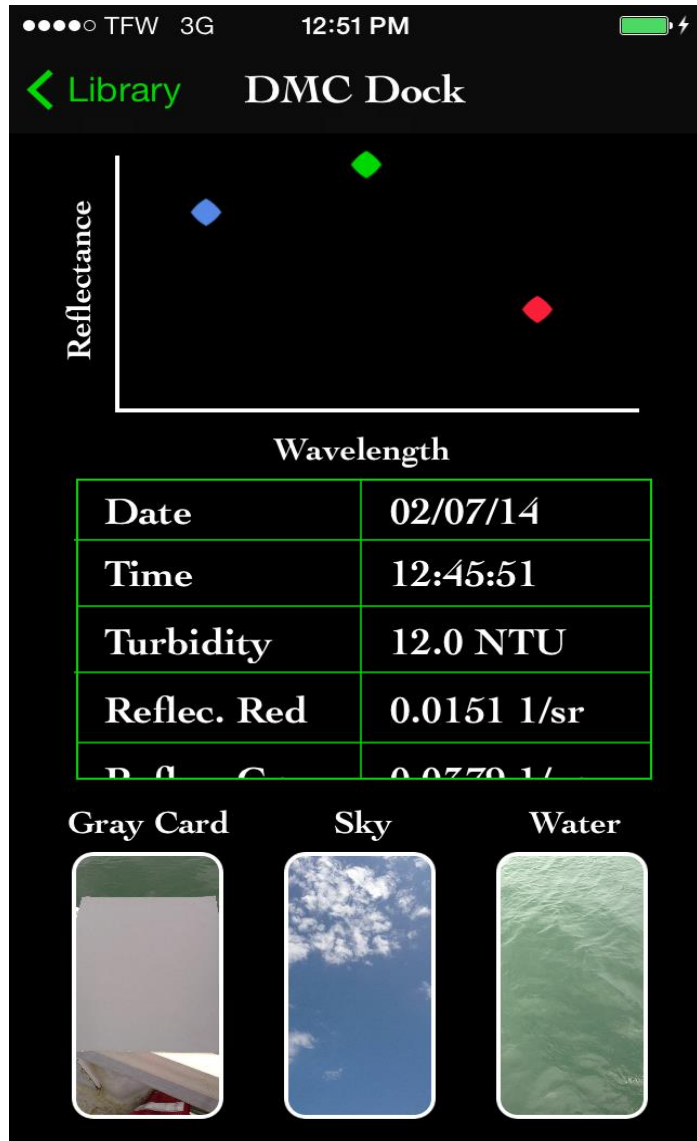 TFW 3G 12:51 PM
Library DMC Dock
Reflectance
Wavelength
Date 02/07/14
Time 12:45:51
Turbidity 12.0 NTU
Reflec. Red 0.0151 1/sr
Gray Card Sky Water